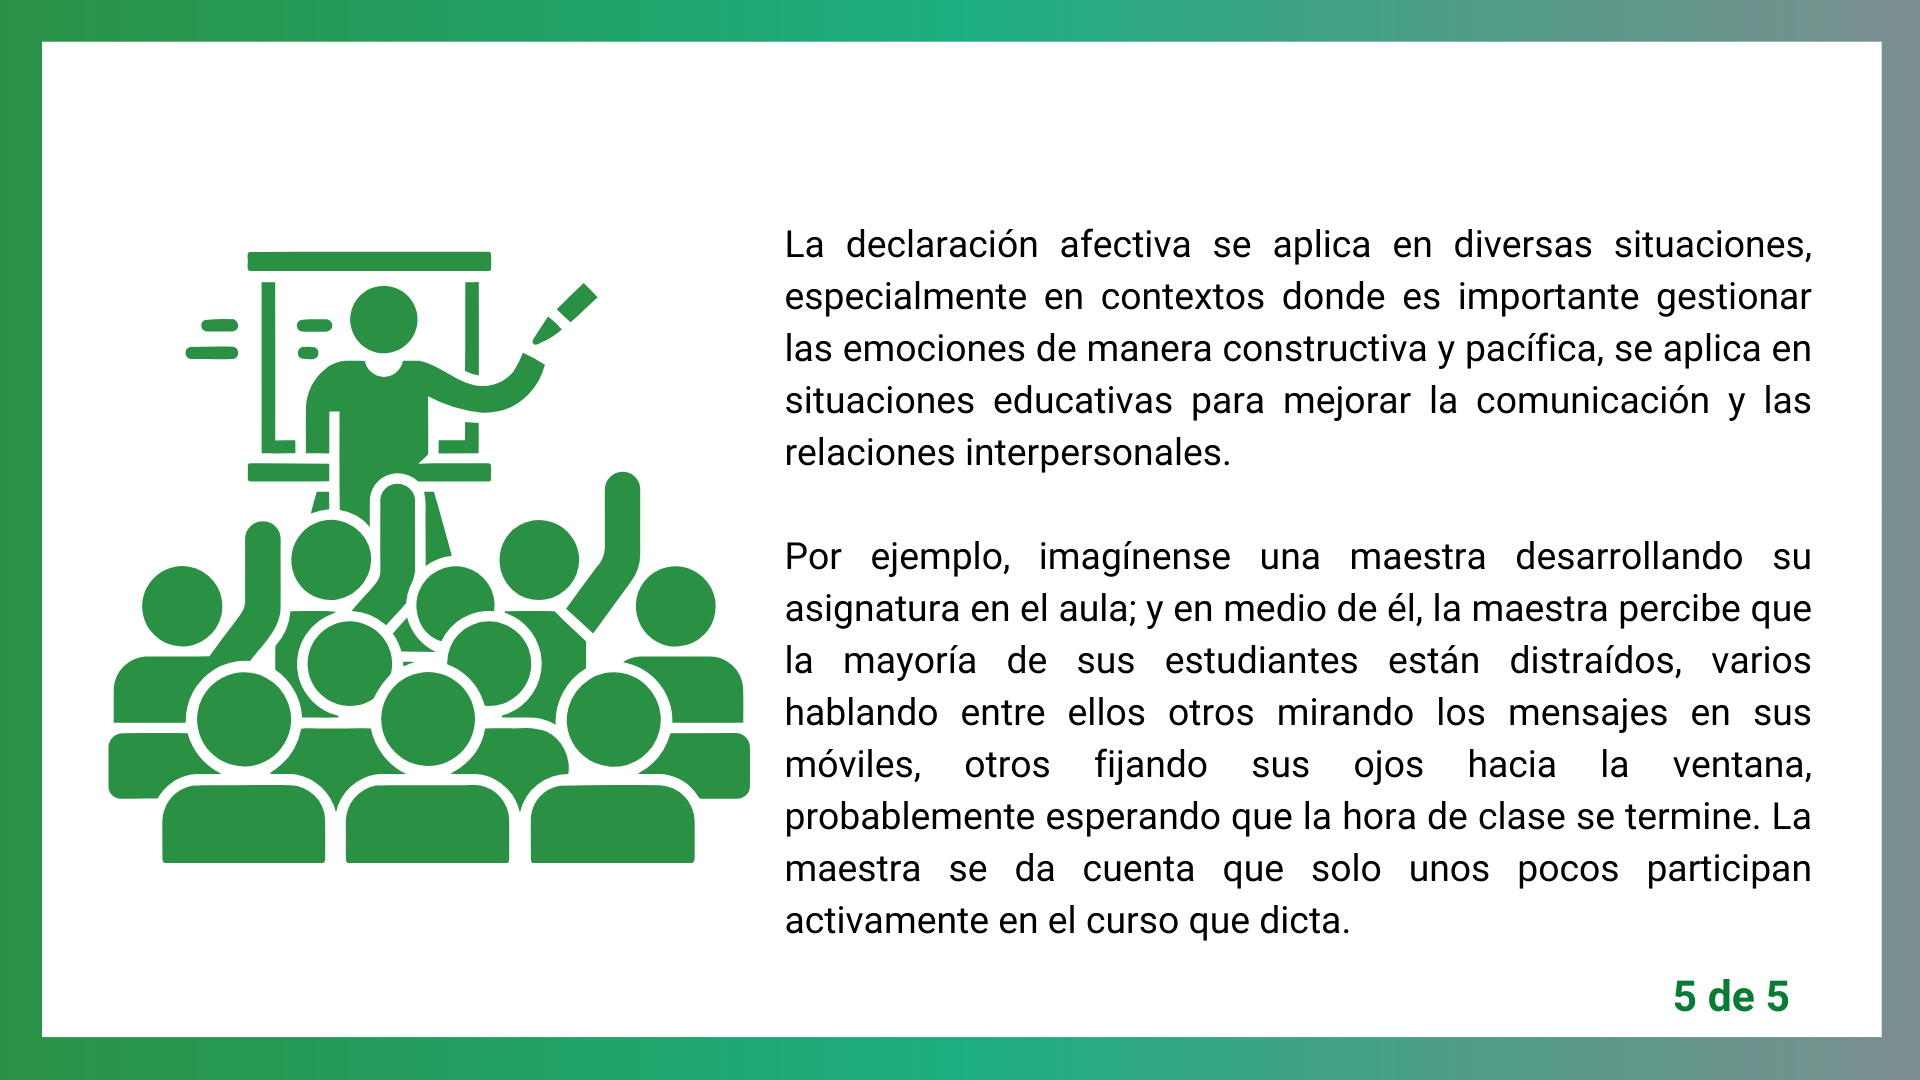 La declaración afectiva se aplica en diversas situaciones,
especialmente en contextos donde es importante gestionar
las emociones de manera constructiva y pacífica, se aplica en
situaciones educativas para mejorar la comunicación y las
relaciones interpersonales.
Por ejemplo, imagínense una maestra desarrollando su
asignatura en el aula; y en medio de él, la maestra percibe que
la mayoría de sus estudiantes están distraídos, varios
hablando entre ellos otros mirando los mensajes en sus
móviles, otros fijando sus ojos hacia la ventana,
probablemente esperando que la hora de clase se termine. La
maestra se da cuenta que solo unos pocos participan
activamente en el curso que dicta.
5 de 5